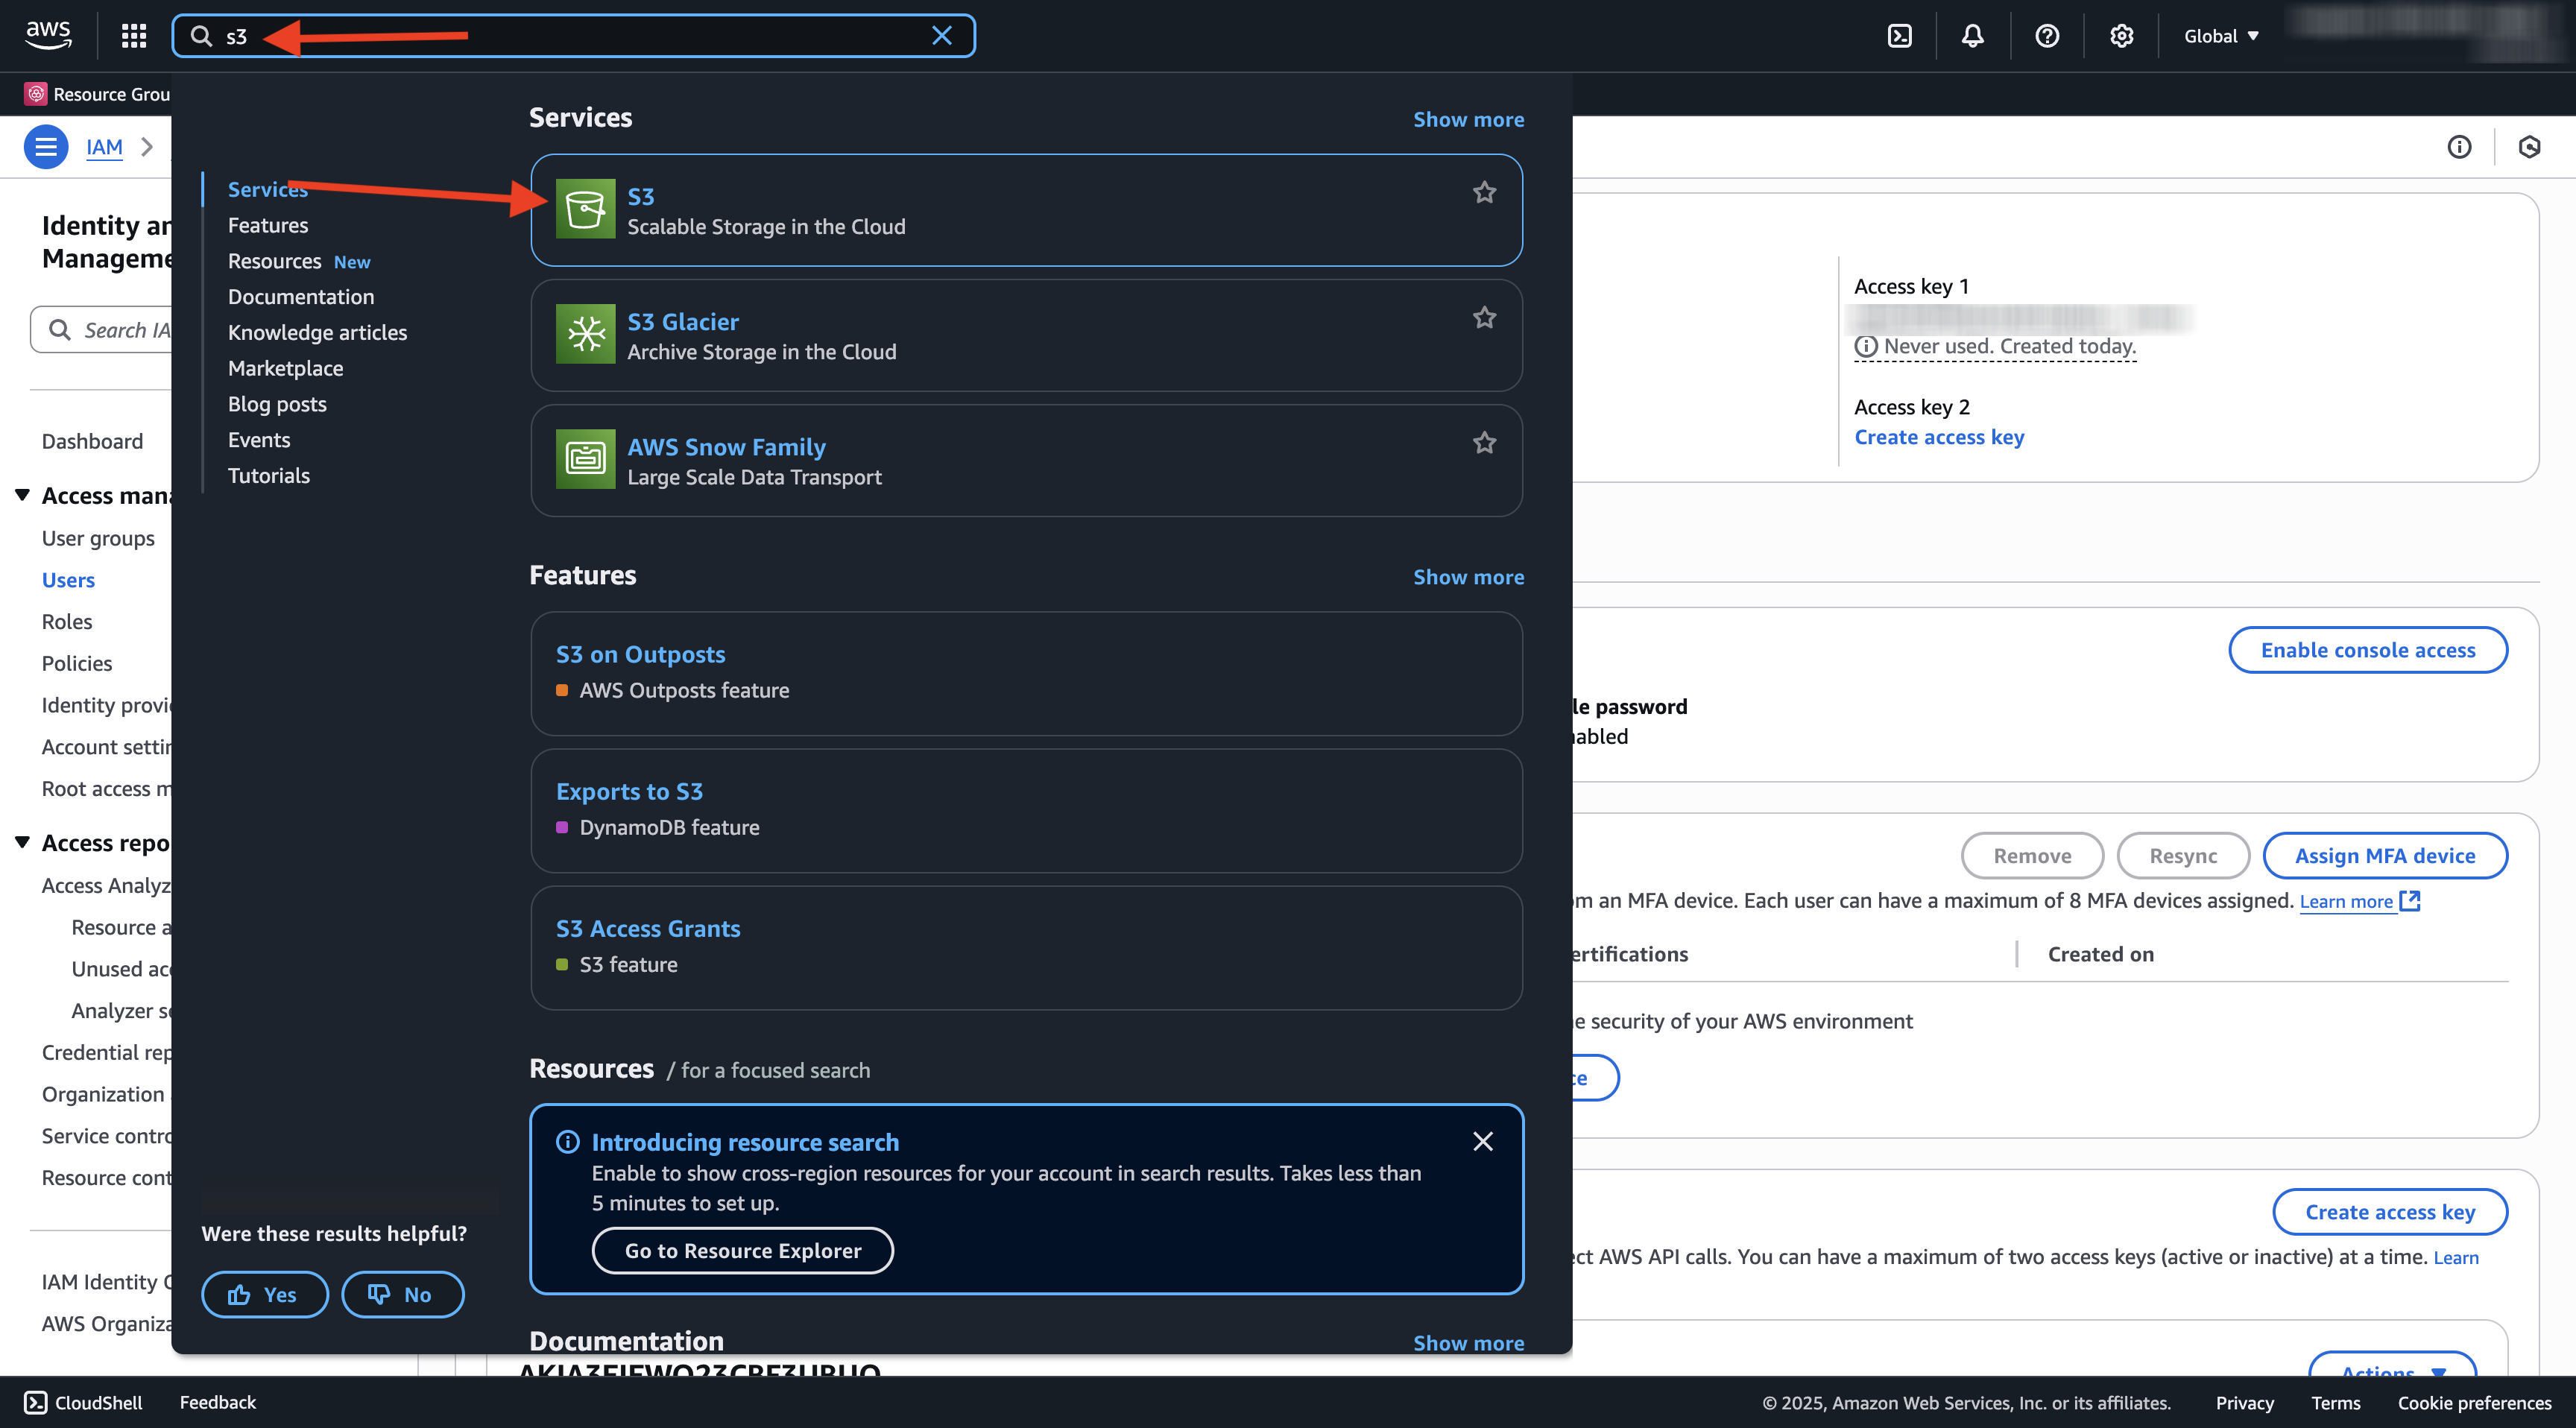 aws
s3
Global
Resource Grou
IAM
Services
Features
Resources New
Documentation
Knowledge articles
Marketplace
Blog posts
Events
Tutorials
Were these results helpful?
Yes
No
Services
Show more
S3
Scalable Storage in the Cloud
S3 Glacier
Archive Storage in the Cloud
AWS Snow Family
Large Scale Data Transport
Features
Show more
S3 on Outposts
AWS Outposts feature
Exports to S3
DynamoDB feature
S3 Access Grants
S3 feature
Resources / for a focused search
Introducing resource search
Enable to show cross-region resources for your account in search results. Takes less than
5 minutes to set up.
Go to Resource Explorer
Documentation
Show more
Identity an
Manageme
Search IA
Dashboard
Access mana
User groups
Users
Roles
Policies
Identity provi
Account settin
Root access m
Access repo
Access Analyz
Resource a
Unused ac
Analyzer s
Credential rep
Organization
Service contro
Resource cont
IAM Identity C
AWS Organiza
Access key 1
Never used. Created today.
Access key 2
Create access key
Enable console access
le password
abled
Remove
Resync
Assign MFA device
m an MFA device. Each user can have a maximum of 8 MFA devices assigned. Learn more
ertifications
Created on
e security of your AWS environment
ce
Create access key
ct AWS API calls. You can have a maximum of two access keys (active or inactive) at a time. Learn
Actions
CloudShell
Feedback
© 2025, Amazon Web Services, Inc. or its affiliates.
Privacy
Terms
Cookie preferences